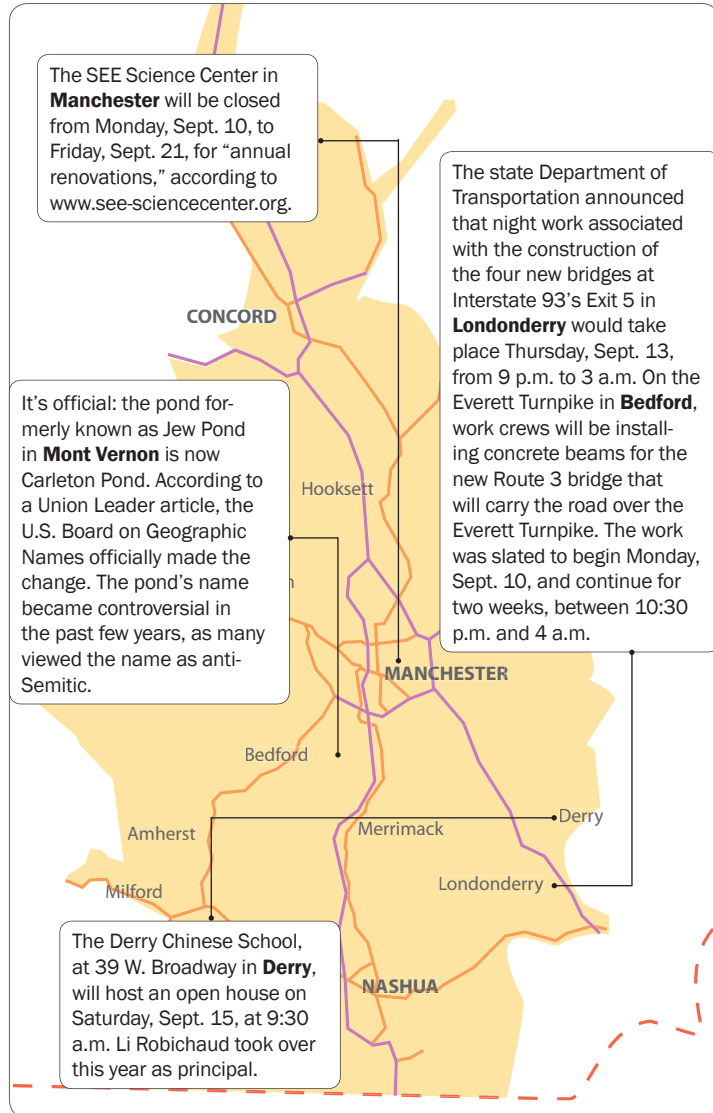 The SEE Science Center in
Manchester will be closed
from Monday, Sept. 10, to
Friday, Sept. 21, for “annual
renovations,” according to
www.see-sciencecenter.org.
The state Department of
Transportation announced
that night work associated
with the construction of
the four new bridges at
Interstate 93’s Exit 5 in
Londonderry would take
place Thursday, Sept. 13,
from 9 p.m. to 3 a.m. On the
Everett Turnpike in Bedford,
work crews will be install-
ing concrete beams for the
new Route 3 bridge that
will carry the road over the
Everett Turnpike. The work
was slated to begin Monday,
Sept. 10, and continue for
two weeks, between 10:30
p.m. and 4 a.m.
CONCORD
It’s official: the pond for-
merly known as Jew Pond
in Mont Vernon is now
Carleton Pond. According to
a Union Leader article, the
U.S. Board on Geographic
Names officially made the
change. The pond’s name
became controversial in
the past few years, as many
viewed the name as anti-
Semitic.
Hooksett
MANCHESTER
Bedford
Derry
Merrimack
Amherst
Londonderry
Milford
The Derry Chinese School,
at 39 W. Broadway in Derry,
will host an open house on
Saturday, Sept. 15, at 9:30
a.m. Li Robichaud took over
this year as principal.
NASHUA